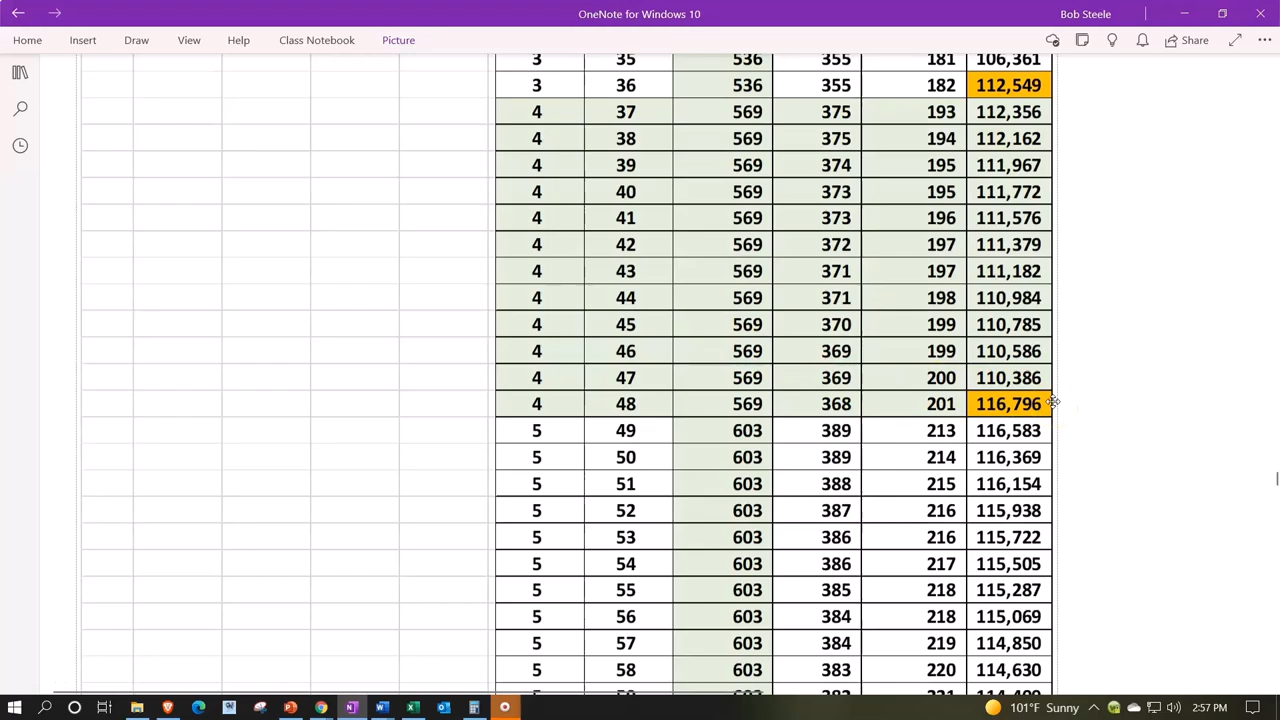 OneNote for Windows 10
Bob Steele
Home Insert Draw View Help Class Notebook Picture Share
3 35 536 355 181 106,361
3 36 536 355 182 112,549
4 37 569 375 193 112,356
4 38 569 375 194 112,162
4 39 569 374 195 111,967
4 40 569 373 195 111,772
4 41 569 373 196 111,576
4 42 569 372 197 111,379
4 43 569 371 197 111,182
4 44 569 371 198 110,984
4 45 569 370 199 110,785
4 46 569 369 199 110,586
4 47 569 369 200 110,386
4 48 569 368 201 116,796
5 49 603 389 213 116,583
5 50 603 389 214 116,369
5 51 603 388 215 116,154
5 52 603 387 216 115,938
5 53 603 386 216 115,722
5 54 603 386 217 115,505
5 55 603 385 218 115,287
5 56 603 384 218 115,069
5 57 603 384 219 114,850
5 58 603 383 220 114,630
101°F Sunny 2:57 PM